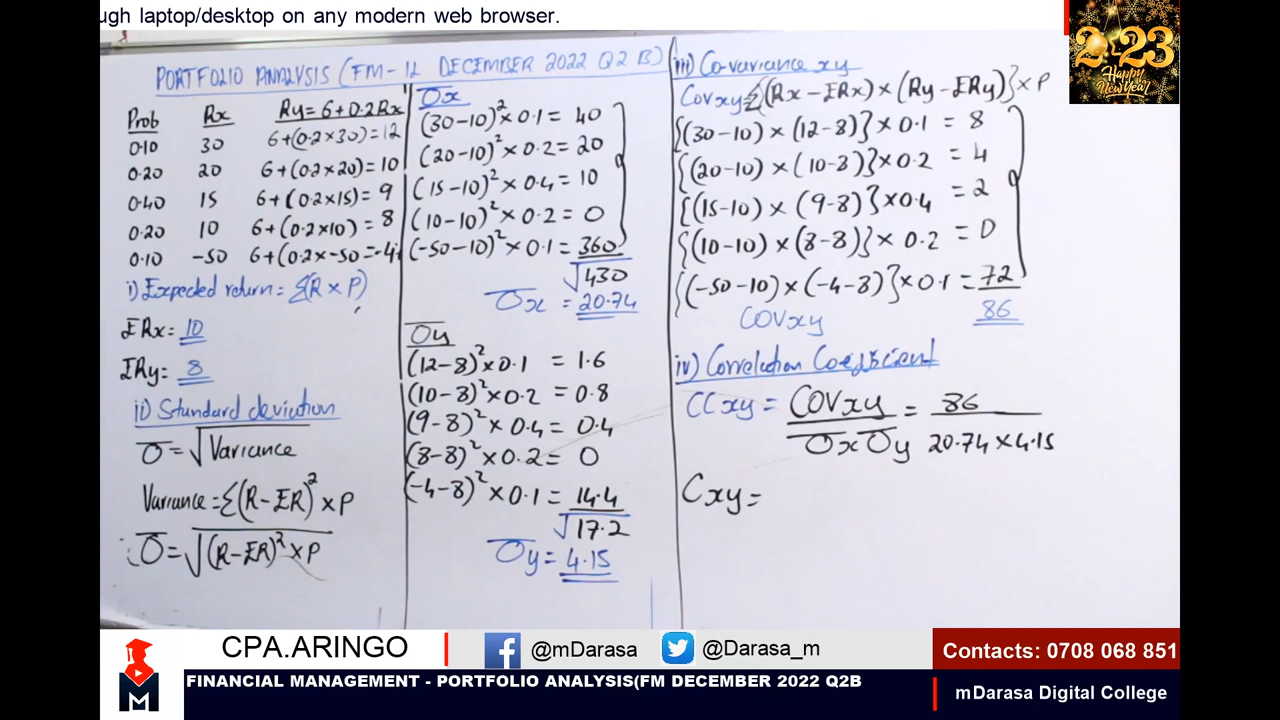 ugh laptop/desktop on any modern web browser.
2023
Happy
New Year
PORTFOLIO ANALYSIS (FM-12 DECEMBER 2022 Q2 B)
Prob Rx Ry = 6+0.2Rx
0.10 30 6+(0.2×30)=12
0.20 20 6+(0.2×20)=10
0.40 15 6+(0.2×15)=9
0.20 10 6+(0.2×10)=8
0.10 -50 6+(0.2×-50=-4
i) Expected return = Σ(R×P)
ERx = 10
ERy = 8
ii) Standard deviation
σ = √Variance
Variance = Σ(R-ER)²×P
∴ σ = √(R-ER)²×P
σx
(30-10)²×0.1 = 40
(20-10)²×0.2 = 20
(15-10)²×0.4 = 10
(10-10)²×0.2 = 0
(-50-10)²×0.1 = 360
√430
σx = 20.74
σy
(12-8)²×0.1 = 1.6
(10-8)²×0.2 = 0.8
(9-8)²×0.4 = 0.4
(8-8)²×0.2 = 0
(-4-8)²×0.1 = 14.4
√17.2
σy = 4.15
iii) Co-variance xy
COVxy=Σ{(Rx-ERx)×(Ry-ERy)}×P
{(30-10)×(12-8)}×0.1 = 8
{(20-10)×(10-8)}×0.2 = 4
{(15-10)×(9-8)}×0.4 = 2
{(10-10)×(8-8)}×0.2 = 0
{(-50-10)×(-4-8)}×0.1 = 72
COVxy 86
iv) Correlation Coefficient
CCxy = COVxy = 86
σxσy 20.74×4.15
Cxy =
CPA.ARINGO
@mDarasa
@Darasa_m
Contacts: 0708 068 851
FINANCIAL MANAGEMENT - PORTFOLIO ANALYSIS(FM DECEMBER 2022 Q2B
mDarasa Digital College